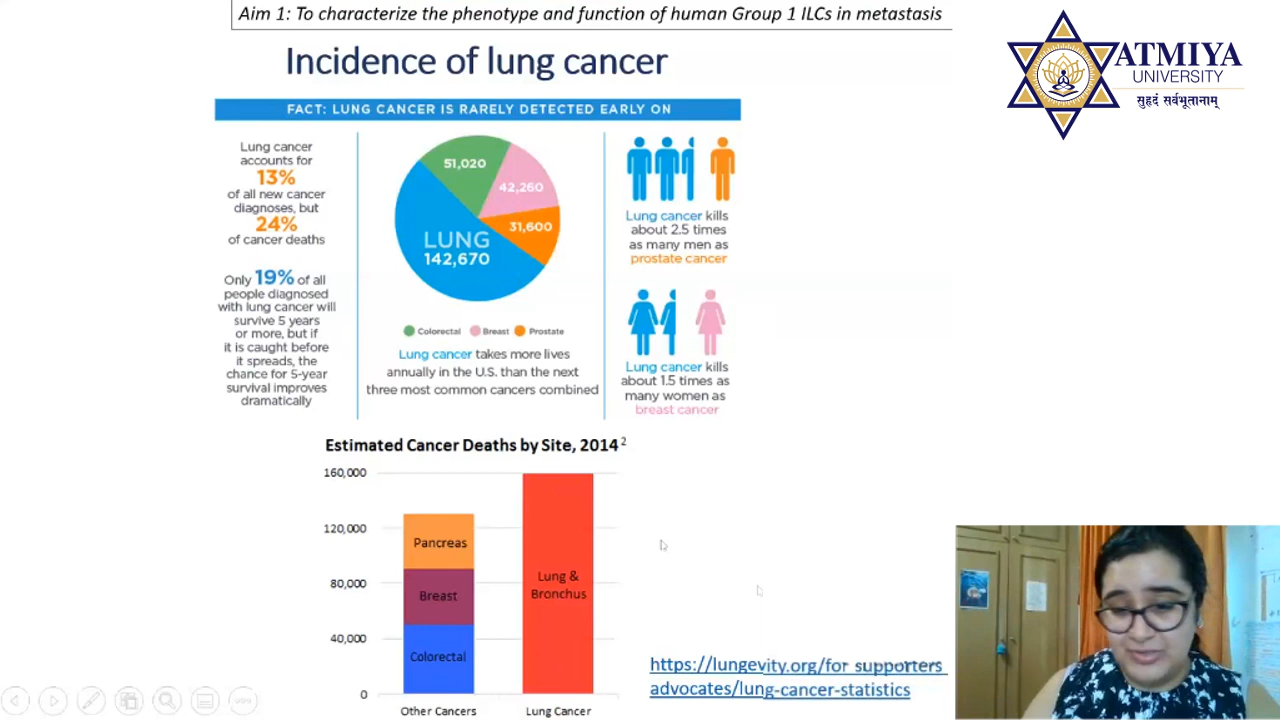 Aim 1: To characterize the phenotype and function of human Group 1 ILCs in metastasis
Incidence of lung cancer
ATMIYA
UNIVERSITY
सुहृदं सर्वभूतानाम्
FACT: LUNG CANCER IS RARELY DETECTED EARLY ON
Lung cancer
accounts for
13%
of all new cancer
diagnoses, but
24%
of cancer deaths
Only 19% of all
people diagnosed
with lung cancer will
survive 5 years
or more, but if
it is caught before
it spreads, the
chance for 5-year
survival improves
dramatically
51,020
42,260
31,600
LUNG
142,670
Colorectal
Breast
Prostate
Lung cancer takes more lives
annually in the U.S. than the next
three most common cancers combined
Lung cancer kills
about 2.5 times
as many men as
prostate cancer
Lung cancer kills
about 1.5 times as
many women as
breast cancer
Estimated Cancer Deaths by Site, 2014 2
160,000
120,000
80,000
40,000
0
Pancreas
Breast
Colorectal
Lung &
Bronchus
Other Cancers
Lung Cancer
https://lungevity.org/for supporters
advocates/lung-cancer-statistics